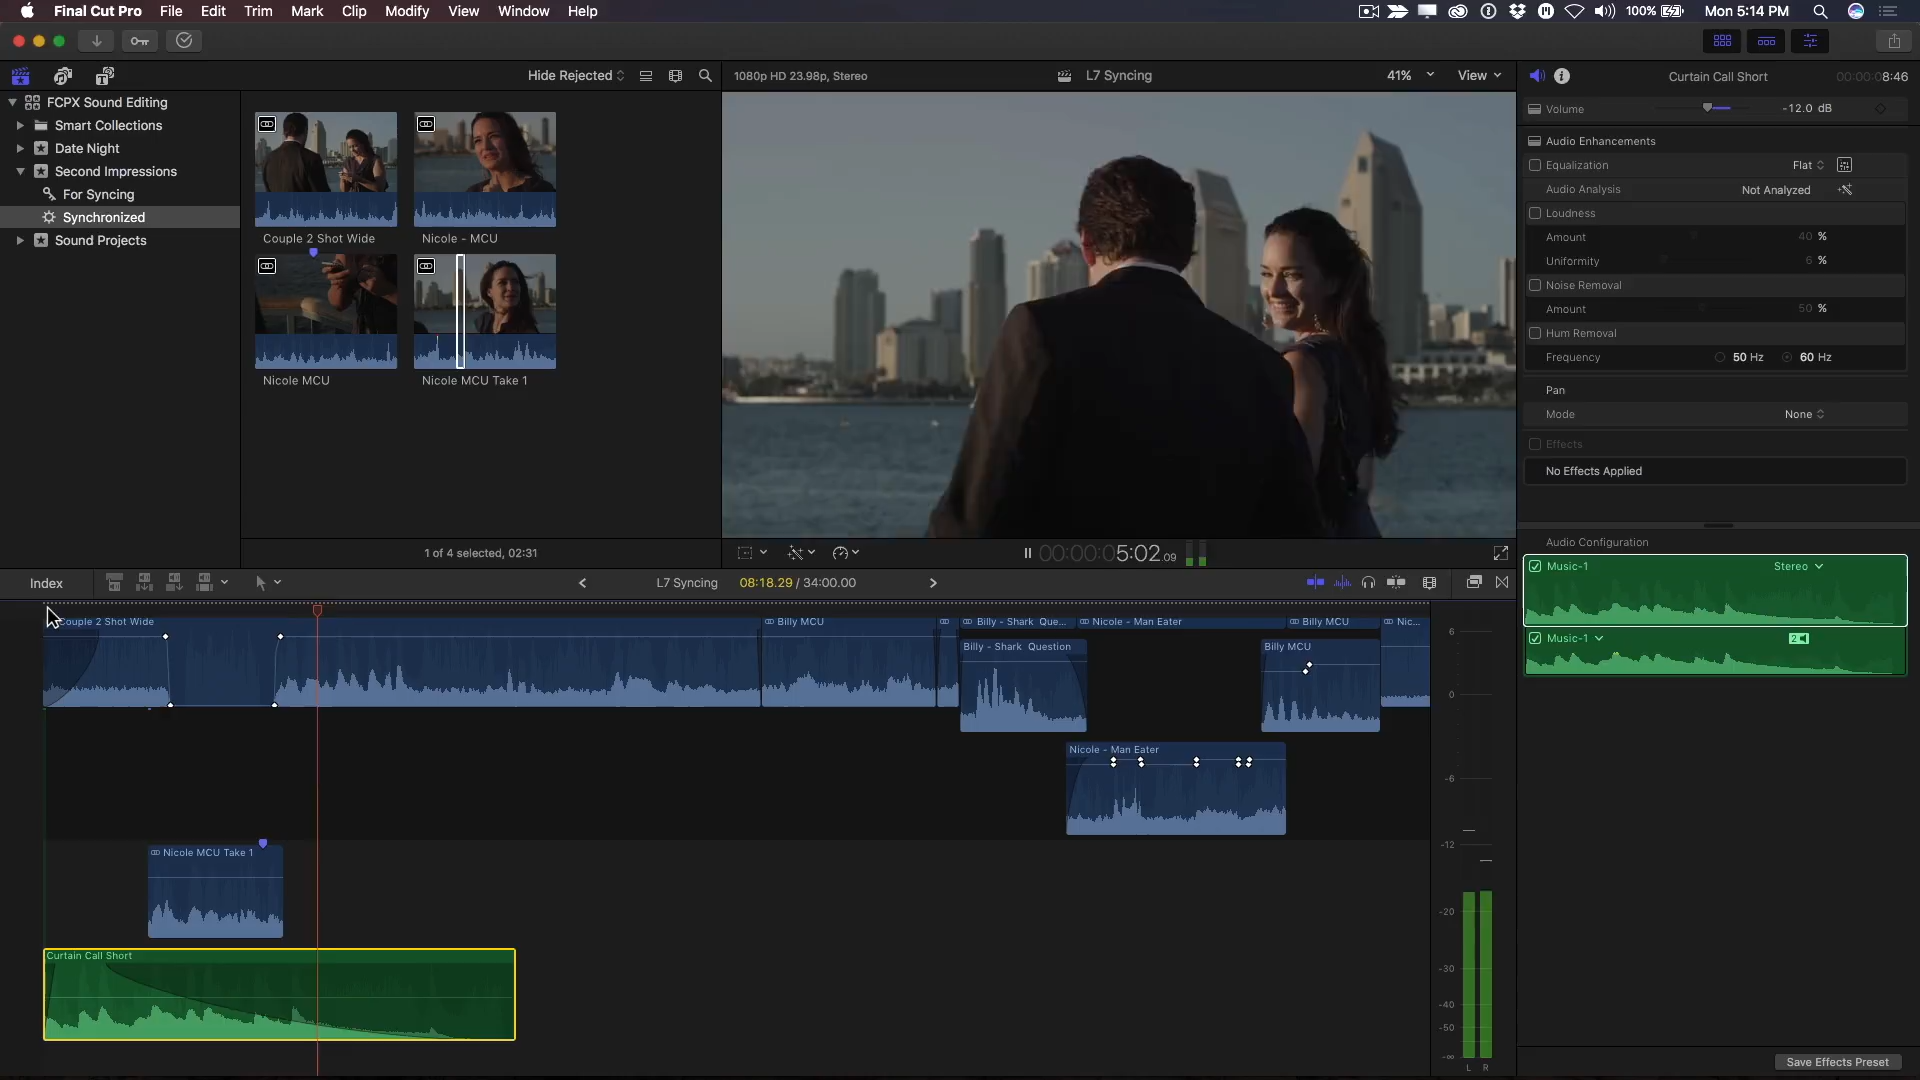 Final Cut Pro File Edit Trim Mark Clip Modify View Window Help 100% Mon 5:14 PM
Hide Rejected 1080p HD 23.98p, Stereo L7 Syncing 41% View Curtain Call Short 00:00:08:46
FCPX Sound Editing
Smart Collections
Date Night
Second Impressions
For Syncing
Synchronized
Sound Projects
Couple 2 Shot Wide
Nicole - MCU
Nicole MCU
Nicole MCU Take 1
1 of 4 selected, 02:31
00:00:05:02.09
Volume -12.0 dB
Audio Enhancements
Equalization Flat
Audio Analysis Not Analyzed
Loudness
Amount 40 %
Uniformity 6 %
Noise Removal
Amount 50 %
Hum Removal
Frequency 50 Hz 60 Hz
Pan
Mode None
Effects
No Effects Applied
Audio Configuration
Music-1 Stereo
Music-1 2
Save Effects Preset
Index L7 Syncing 08:18.29 / 34:00.00
Couple 2 Shot Wide
Billy MCU
Billy - Shark Que...
Nicole - Man Eater
Billy MCU
Nic...
Billy - Shark Question
Billy MCU
Nicole - Man Eater
Nicole MCU Take 1
Curtain Call Short
6
0
-6
-12
-20
-30
-40
-50
-∞
L R